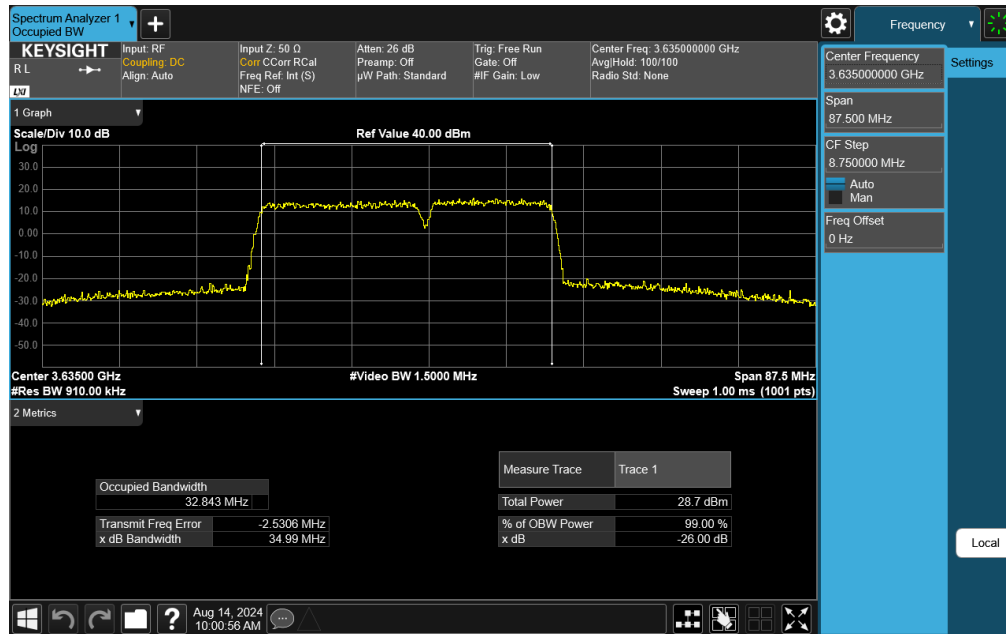 Spectrum Analyzer 1
Occupied BW
Frequency
KEYSIGHT
R L
LXI
Input: RF
Coupling: DC
Align: Auto
Input Z: 50 Ω
Corr CCorr RCal
Freq Ref: Int (S)
NFE: Off
Atten: 26 dB
Preamp: Off
µW Path: Standard
Trig: Free Run
Gate: Off
#IF Gain: Low
Center Freq: 3.635000000 GHz
Avg|Hold: 100/100
Radio Std: None
Center Frequency
3.635000000 GHz
Settings
Span
87.500 MHz
CF Step
8.750000 MHz
Auto
Man
Freq Offset
0 Hz
1 Graph
Scale/Div 10.0 dB
Ref Value 40.00 dBm
Log
30.0
20.0
10.0
0.00
-10.0
-20.0
-30.0
-40.0
-50.0
Center 3.63500 GHz
#Video BW 1.5000 MHz
Span 87.5 MHz
#Res BW 910.00 kHz
Sweep 1.00 ms (1001 pts)
2 Metrics
Measure Trace
Trace 1
Occupied Bandwidth
32.843 MHz
Total Power
28.7 dBm
Transmit Freq Error
-2.5306 MHz
% of OBW Power
99.00 %
x dB Bandwidth
34.99 MHz
x dB
-26.00 dB
Local
?
Aug 14, 2024
10:00:56 AM